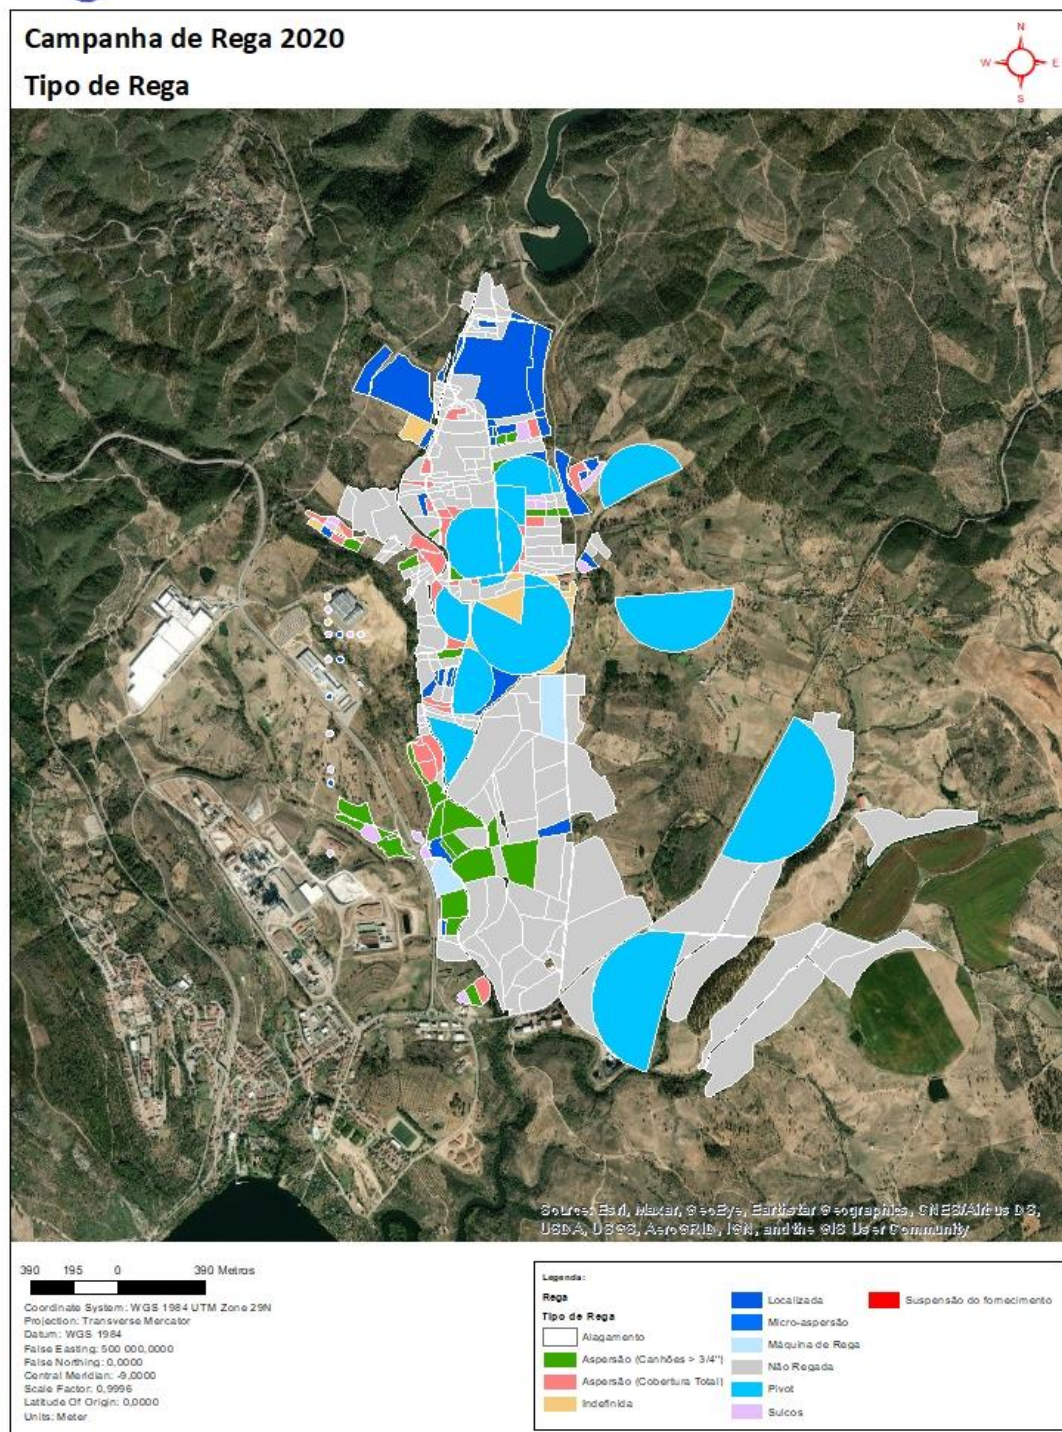 Campanha de Rega 2020
Tipo de Rega
N
W E
S
Source: Esri, Maxar, GeoEye, Earthstar Geographics, CNES/Airbus DS,
USDA, USGS, AeroGRID, IGN, and the GIS User Community
390 195 0 390 Metros
Coordinate System: WGS 1984 UTM Zone 29N
Projection: Transverse Mercator
Datum: WGS 1984
False Easting: 500 000,0000
False Northing: 0,0000
Central Meridian: -9,0000
Scale Factor: 0,9996
Latitude Of Origin: 0,0000
Units: Meter
Legenda:
Rega
Tipo de Rega
Alagamento
Aspersão (Canhões > 3/4")
Aspersão (Cobertura Total)
Indefinida
Localizada
Micro-aspersão
Máquina de Rega
Não Regada
Pivot
Sulcos
Suspensão do fornecimento